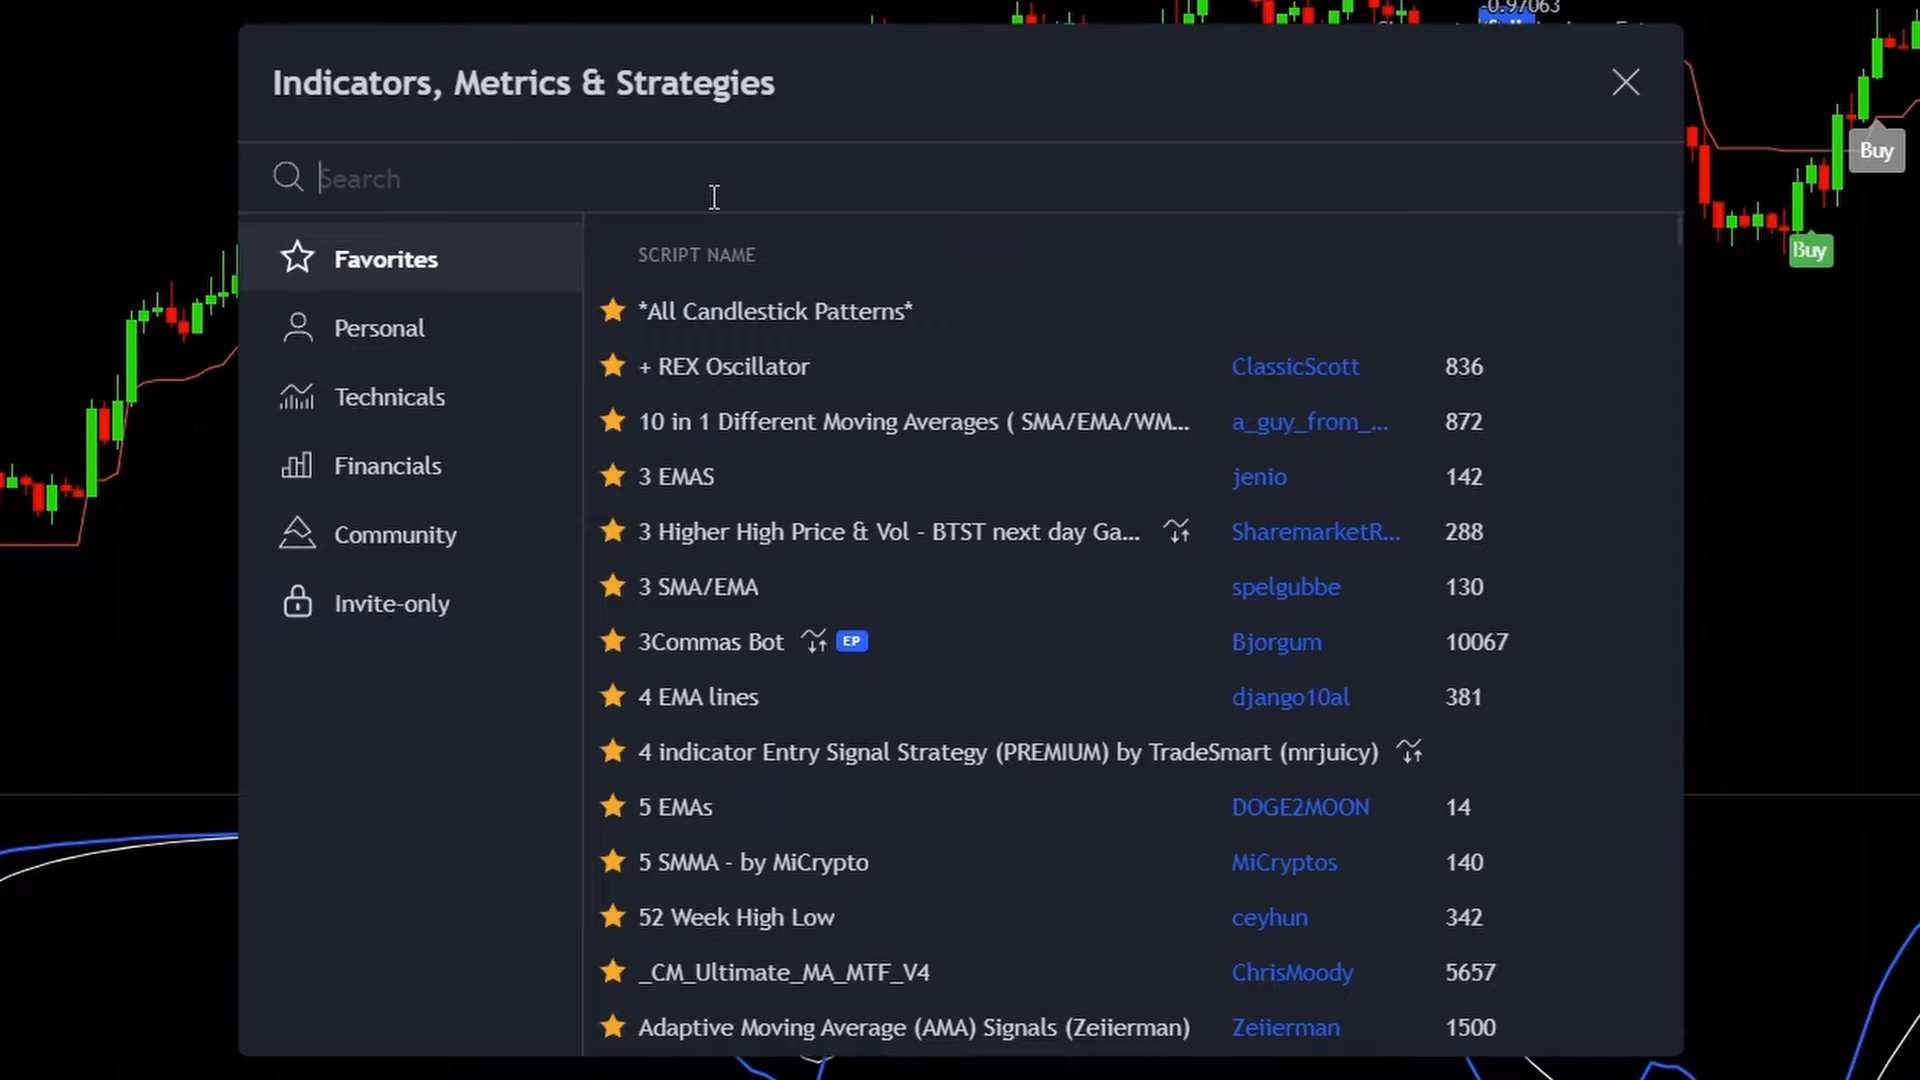 -0.97063
Indicators, Metrics & Strategies
Search
Favorites
Personal
Technicals
Financials
Community
Invite-only
SCRIPT NAME
*All Candlestick Patterns*
+ REX Oscillator ClassicScott 836
10 in 1 Different Moving Averages ( SMA/EMA/WM... a_guy_from_... 872
3 EMAS jenio 142
3 Higher High Price & Vol - BTST next day Ga... SharemarketR... 288
3 SMA/EMA spelgubbe 130
3Commas Bot EP Bjorgum 10067
4 EMA lines django10al 381
4 indicator Entry Signal Strategy (PREMIUM) by TradeSmart (mrjuicy)
5 EMAs DOGE2MOON 14
5 SMMA - by MiCrypto MiCryptos 140
52 Week High Low ceyhun 342
_CM_Ultimate_MA_MTF_V4 ChrisMoody 5657
Adaptive Moving Average (AMA) Signals (Zeiierman) Zeiierman 1500
Buy
Buy